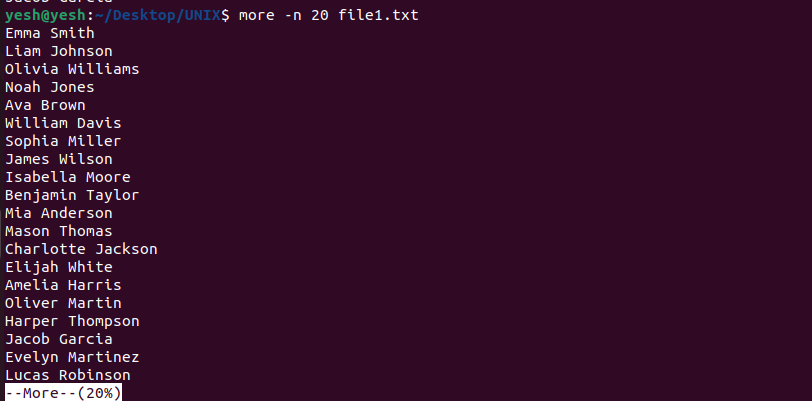 yesh@yesh:~/Desktop/UNIX$ more -n 20 file1.txt
Emma Smith
Liam Johnson
Olivia Williams
Noah Jones
Ava Brown
William Davis
Sophia Miller
James Wilson
Isabella Moore
Benjamin Taylor
Mia Anderson
Mason Thomas
Charlotte Jackson
Elijah White
Amelia Harris
Oliver Martin
Harper Thompson
Jacob Garcia
Evelyn Martinez
Lucas Robinson
--More--(20%)